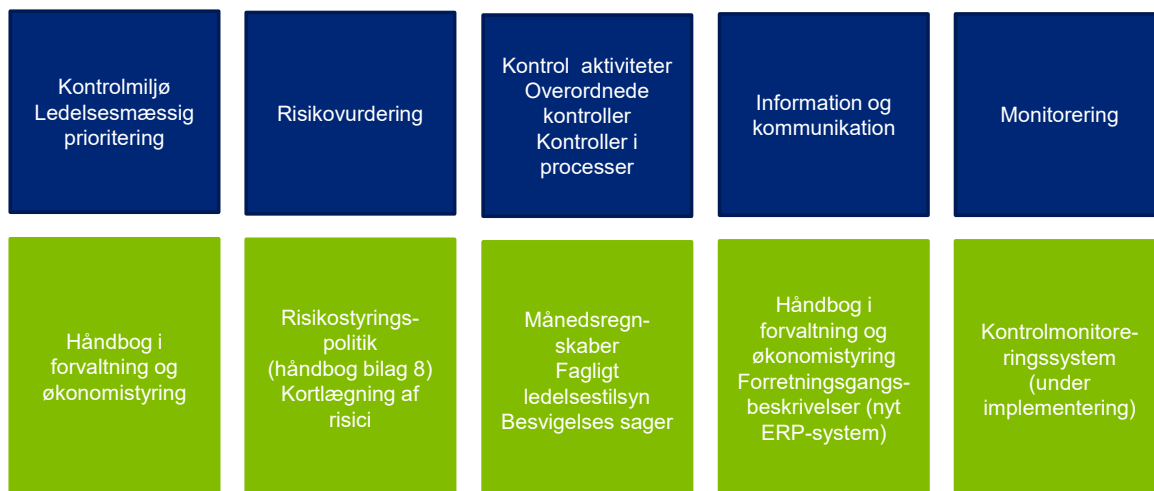 Kontrolmiljø
Ledelsesmæssig
prioritering
Risikovurdering
Kontrol aktiviteter
Overordnede
kontroller
Kontroller i
processer
Information og
kommunikation
Monitorering
Håndbog i
forvaltning og
økonomistyring
Risikostyrings-
politik
(håndbog bilag 8)
Kortlægning af
risici
Månedsregn-
skaber
Fagligt
ledelsestilsyn
Besvigelses sager
Håndbog i
forvaltning og
økonomistyring
Forretningsgangs-
beskrivelser (nyt
ERP-system)
Kontrolmonitore-
ringssystem
(under
implementering)